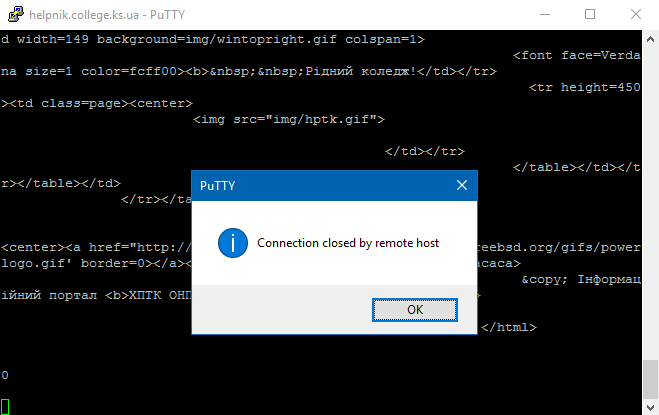 helpnik.college.ks.ua - PuTTY
d width=149 background=img/wintopright.gif colspan=1>
<font face=Verda
na size=1 color=fcff00><b>&nbsp;&nbsp;Рідний коледж!</td></tr>
<tr height=450
><td class=page><center>
<img src="img/hptk.gif">
</td></tr>
</table></td></t
r></table></td>
</tr></ta
PuTTY
Connection closed by remote host
OK
<center><a href="http:// reebsd.org/gifs/power
logo.gif' border=0></a>< acaca>
&copy; Інформац
ійний портал <b>ХПТК ОНП >
</html>
0